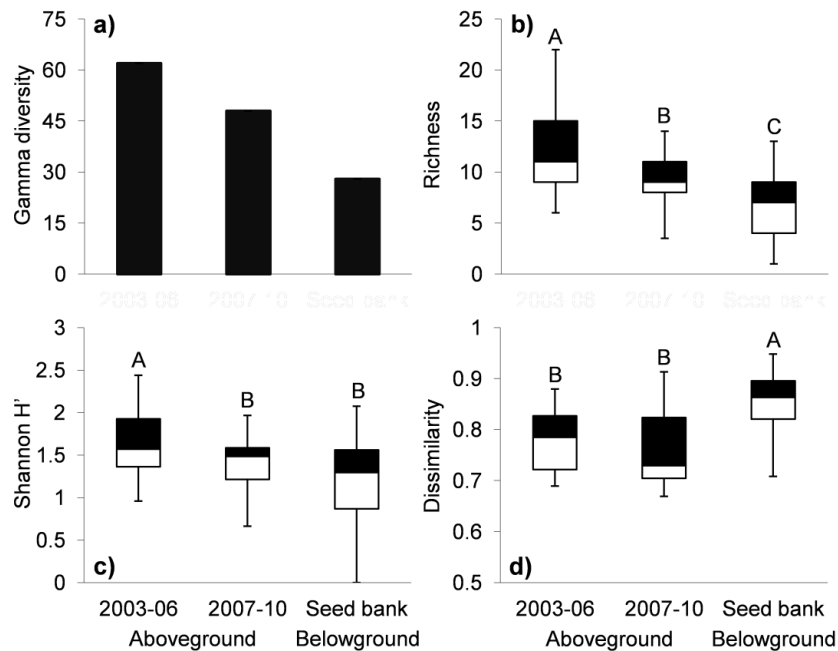 a)
75
60
45
30
15
0
Gamma diversity
b)
25
20
15
10
5
0
Richness
A
B
C
3
2.5
2
1.5
1
0.5
0
Shannon H'
A
B
B
c)
2003-06 2007-10 Seed bank
Aboveground Belowground
1
0.9
0.8
0.7
0.6
0.5
Dissimilarity
B
B
A
d)
2003-06 2007-10 Seed bank
Aboveground Belowground